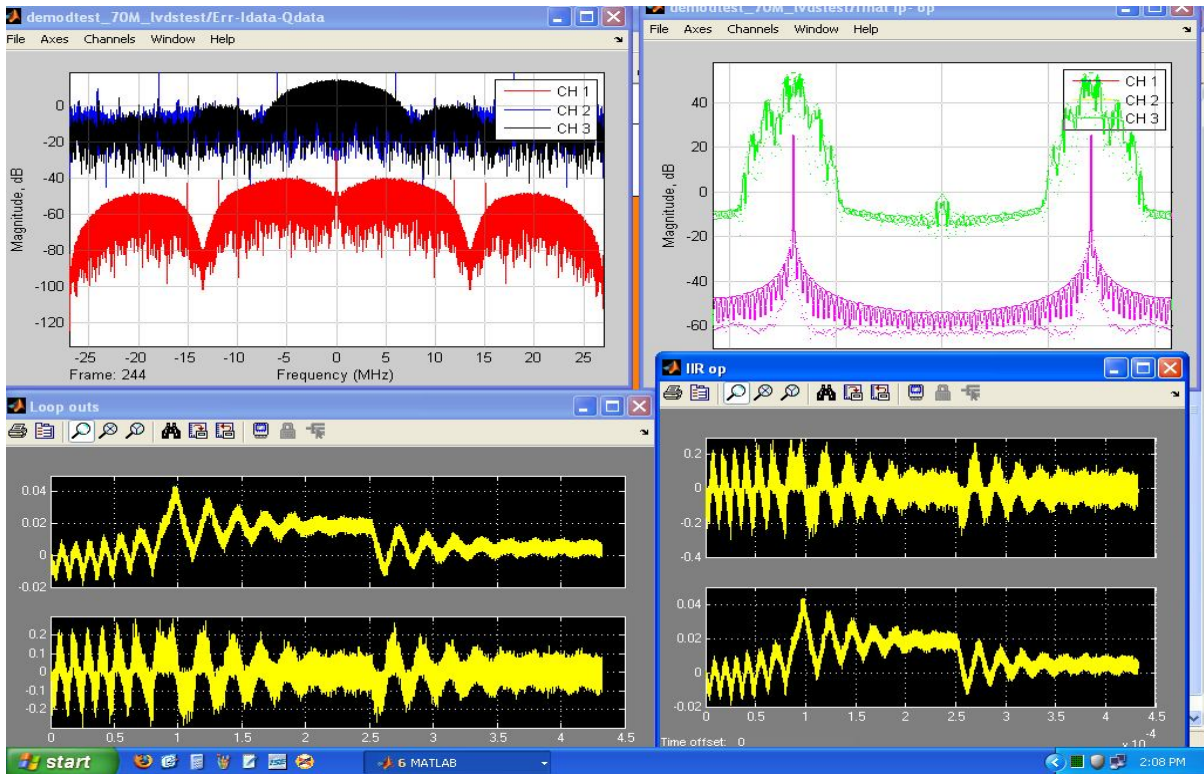 demodtest_70M_lvdstest/Err-Idata-Qdata
File Axes Channels Window Help
CH 1
CH 2
CH 3
Magnitude, dB
0
-20
-40
-60
-80
-100
-120
-25 -20 -15 -10 -5 0 5 10 15 20 25
Frame: 244 Frequency (MHz)
demodtest_70M_lvdstest/final ip- op
File Axes Channels Window Help
CH 1
CH 2
CH 3
Magnitude, dB
40
20
0
-20
-40
-60
Loop outs
0.04
0.02
0
-0.02
0.2
0.1
0
-0.1
-0.2
0 0.5 1 1.5 2 2.5 3 3.5 4 4.5
IIR op
0.2
0
-0.2
-0.4
0.04
0.02
0
-0.02
0 0.5 1 1.5 2 2.5 3 3.5 4 4.5
Time offset: 0
x 10 -4
start
6 MATLAB
2:08 PM